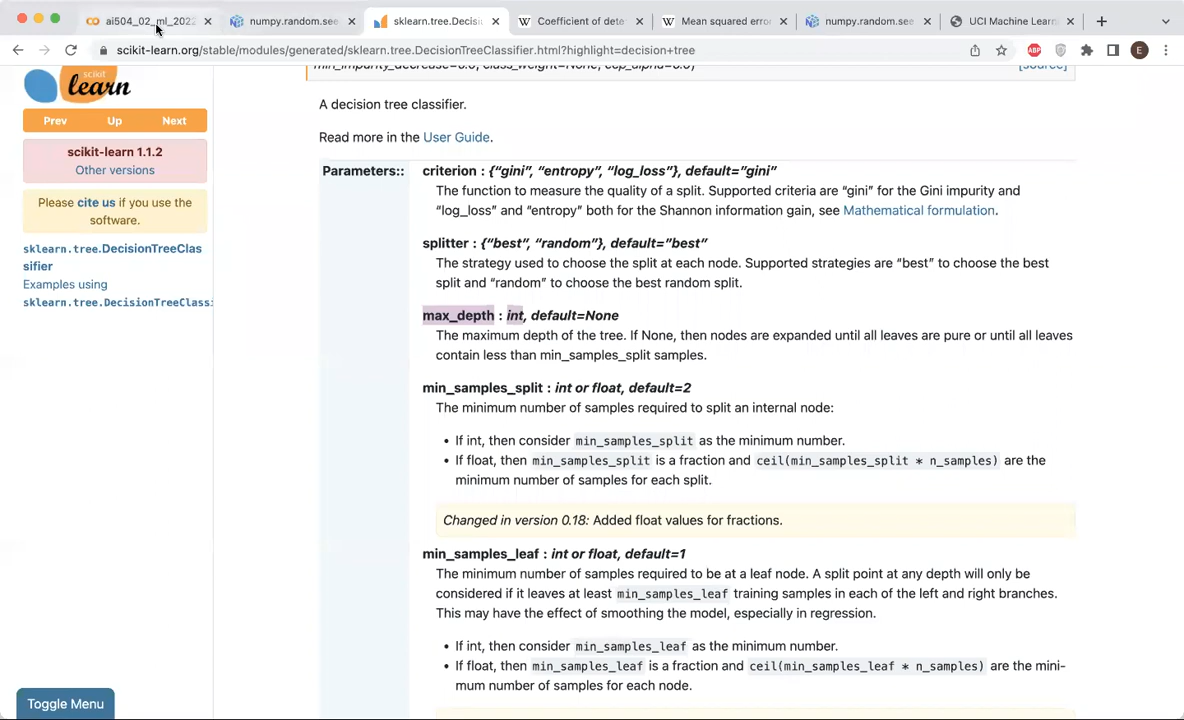 ai504_02_ml_2022
numpy.random.see
sklearn.tree.Decisi
Coefficient of dete
Mean squared erro
numpy.random.see
UCI Machine Learn
scikit-learn.org/stable/modules/generated/sklearn.tree.DecisionTreeClassifier.html?highlight=decision+tree
ABP
E
scikit
learn
Prev Up Next
scikit-learn 1.1.2
Other versions
Please cite us if you use the
software.
sklearn.tree.DecisionTreeClas
sifier
Examples using
sklearn.tree.DecisionTreeClassi
min_impurity_decrease=0.0, class_weight=None, ccp_alpha=0.0) [source]
A decision tree classifier.
Read more in the User Guide.
Parameters:: criterion : {“gini”, “entropy”, “log_loss”}, default=”gini”
The function to measure the quality of a split. Supported criteria are “gini” for the Gini impurity and
“log_loss” and “entropy” both for the Shannon information gain, see Mathematical formulation.
splitter : {“best”, “random”}, default=”best”
The strategy used to choose the split at each node. Supported strategies are “best” to choose the best
split and “random” to choose the best random split.
max_depth : int, default=None
The maximum depth of the tree. If None, then nodes are expanded until all leaves are pure or until all leaves
contain less than min_samples_split samples.
min_samples_split : int or float, default=2
The minimum number of samples required to split an internal node:
• If int, then consider min_samples_split as the minimum number.
• If float, then min_samples_split is a fraction and ceil(min_samples_split * n_samples) are the
minimum number of samples for each split.
Changed in version 0.18: Added float values for fractions.
min_samples_leaf : int or float, default=1
The minimum number of samples required to be at a leaf node. A split point at any depth will only be
considered if it leaves at least min_samples_leaf training samples in each of the left and right branches.
This may have the effect of smoothing the model, especially in regression.
• If int, then consider min_samples_leaf as the minimum number.
• If float, then min_samples_leaf is a fraction and ceil(min_samples_leaf * n_samples) are the mini-
mum number of samples for each node.
Toggle Menu